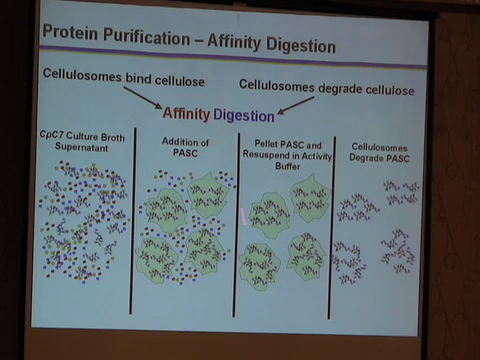 Protein Purification – Affinity Digestion
Cellulosomes bind cellulose
Cellulosomes degrade cellulose
Affinity Digestion
CpC7 Culture Broth
Supernatant
Addition of
PASC
Pellet PASC and
Resuspend in Activity
Buffer
Cellulosomes
Degrade PASC